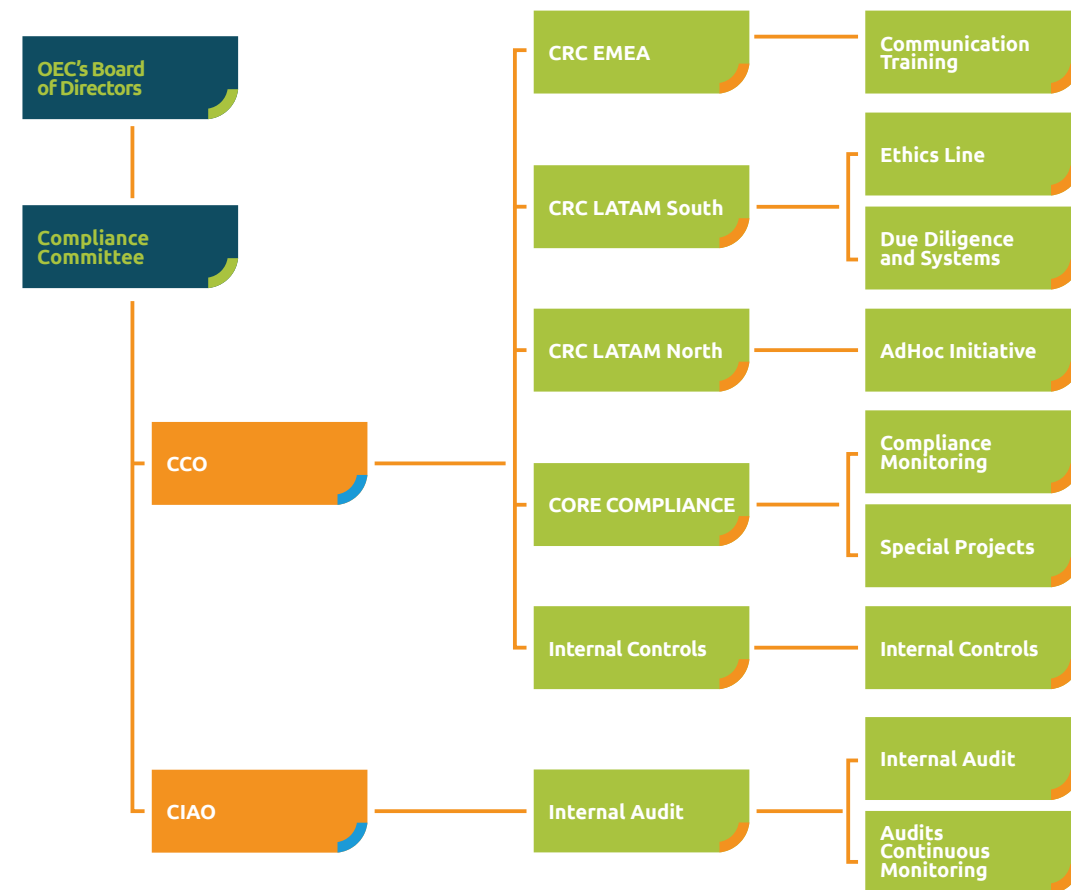 OEC's Board
of Directors
Compliance
Committee
CCO
CIAO
CRC EMEA
CRC LATAM South
CRC LATAM North
CORE COMPLIANCE
Internal Controls
Internal Audit
Communication
Training
Ethics Line
Due Diligence
and Systems
AdHoc Initiative
Compliance
Monitoring
Special Projects
Internal Controls
Internal Audit
Audits
Continuous
Monitoring